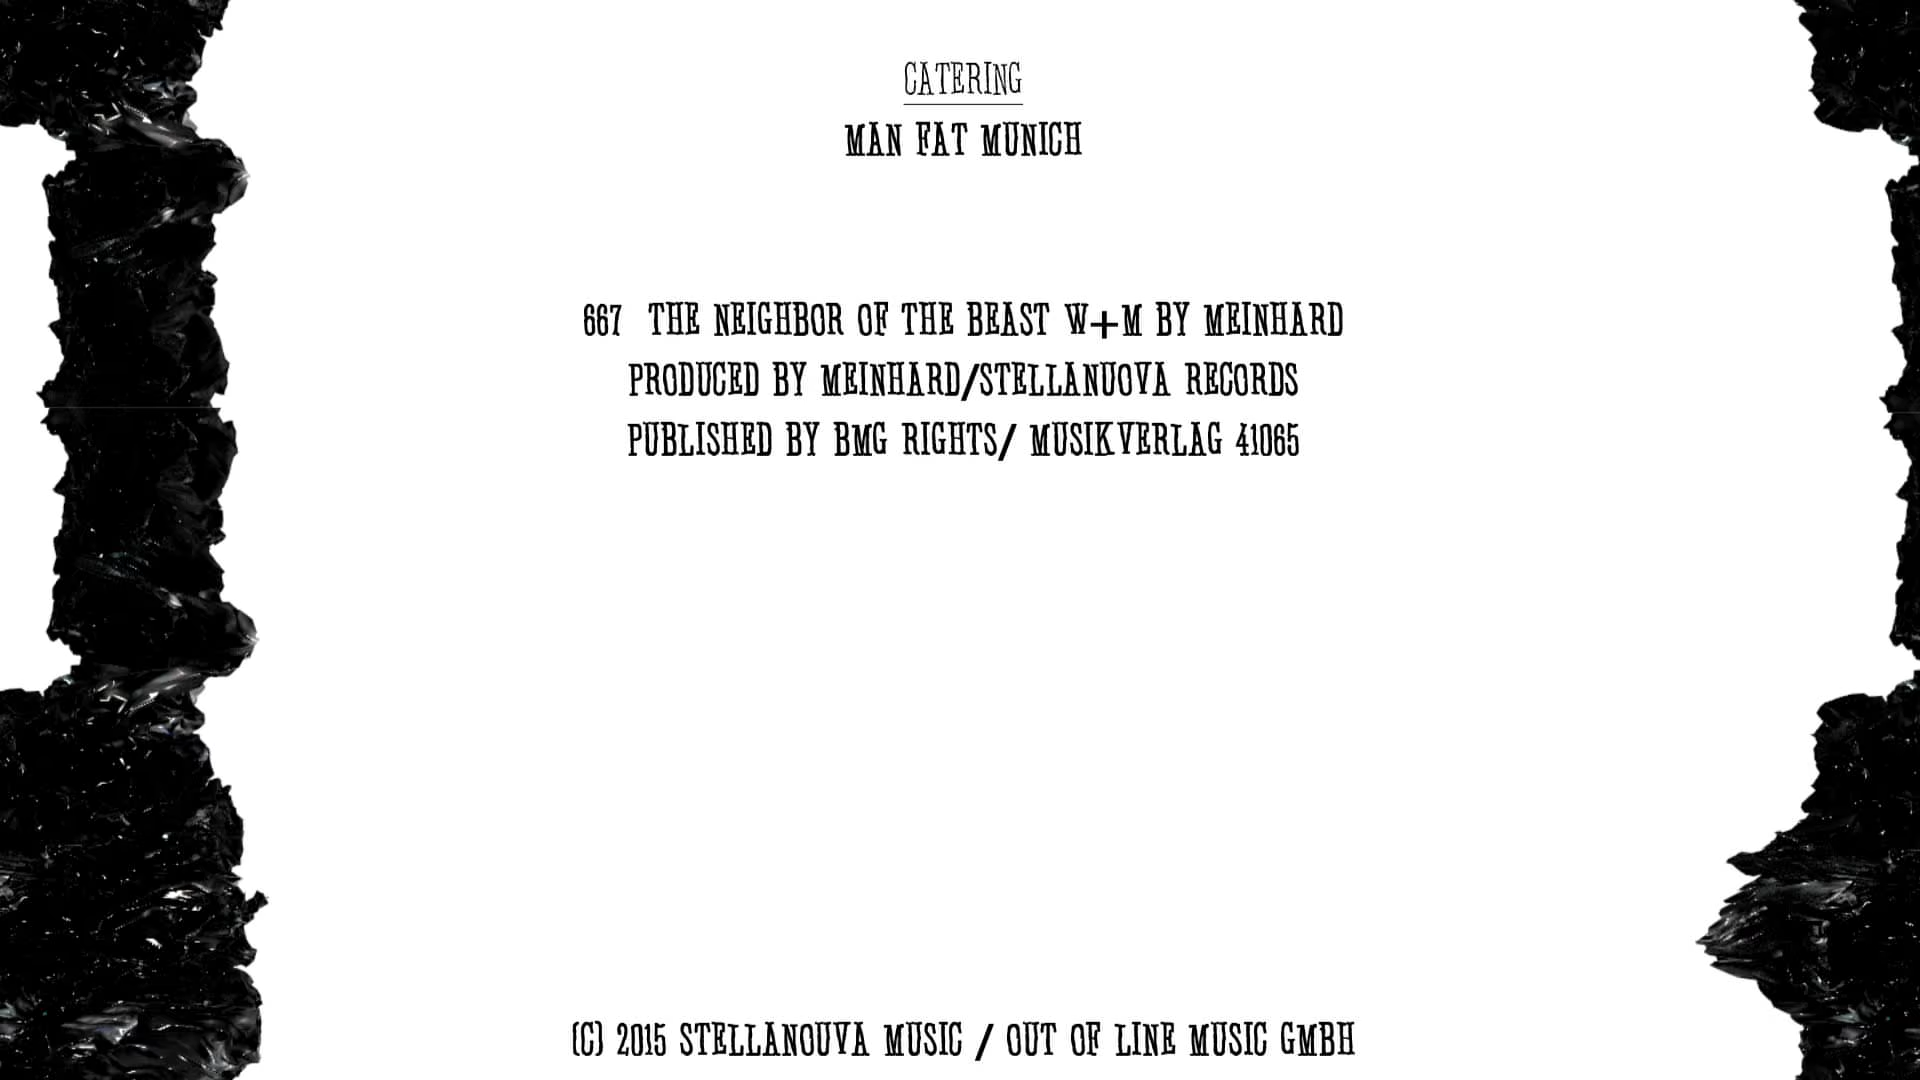 CATERING
MAN FAT MUNICH
667 THE NEIGHBOR OF THE BEAST W+M BY MEINHARD
PRODUCED BY MEINHARD/STELLANUOVA RECORDS
PUBLISHED BY BMG RIGHTS/ MUSIKVERLAG 41065
(C) 2015 STELLANOUVA MUSIC / OUT OF LINE MUSIC GMBH